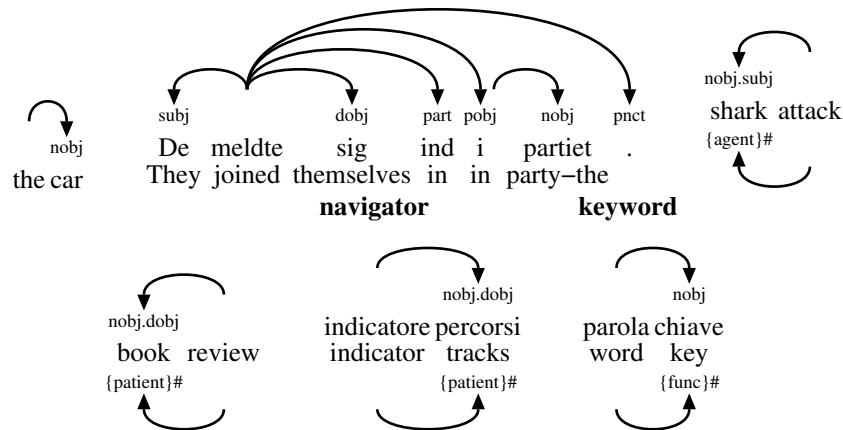 nobj.subj
shark attack
{agent}#
subj dobj part pobj nobj pnct
De meldte sig ind i partiet .
They joined themselves in in party–the
nobj
the car
navigator
keyword
nobj.dobj
book review
{patient}#
nobj.dobj
indicatore percorsi
indicator tracks
{patient}#
nobj
parola chiave
word key
{func}#